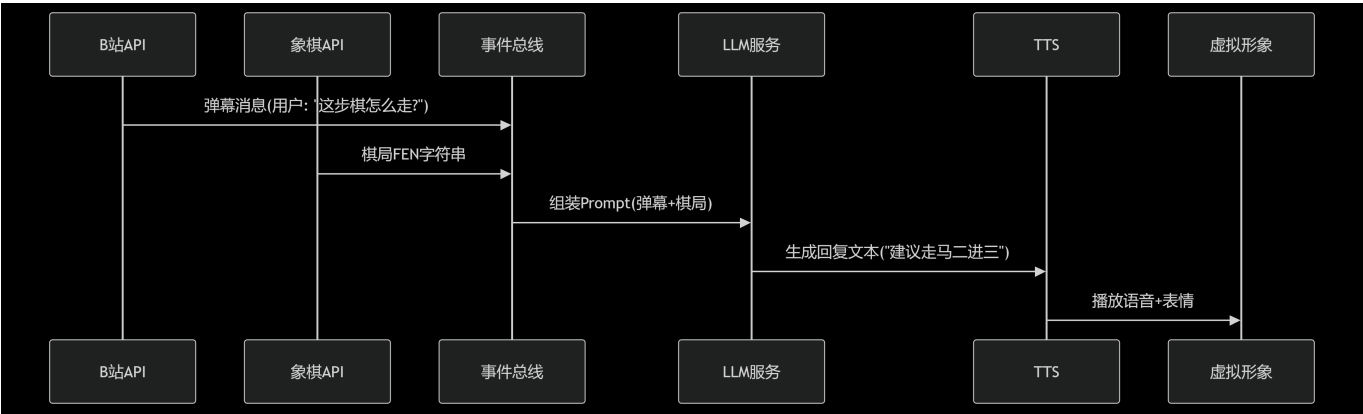 B站API
象棋API
事件总线
LLM服务
TTS
虚拟形象
弹幕消息(用户："这步棋怎么走?")
棋局FEN字符串
组装Prompt(弹幕+棋局)
生成回复文本("建议走马二进三")
播放语音+表情
B站API
象棋API
事件总线
LLM服务
TTS
虚拟形象